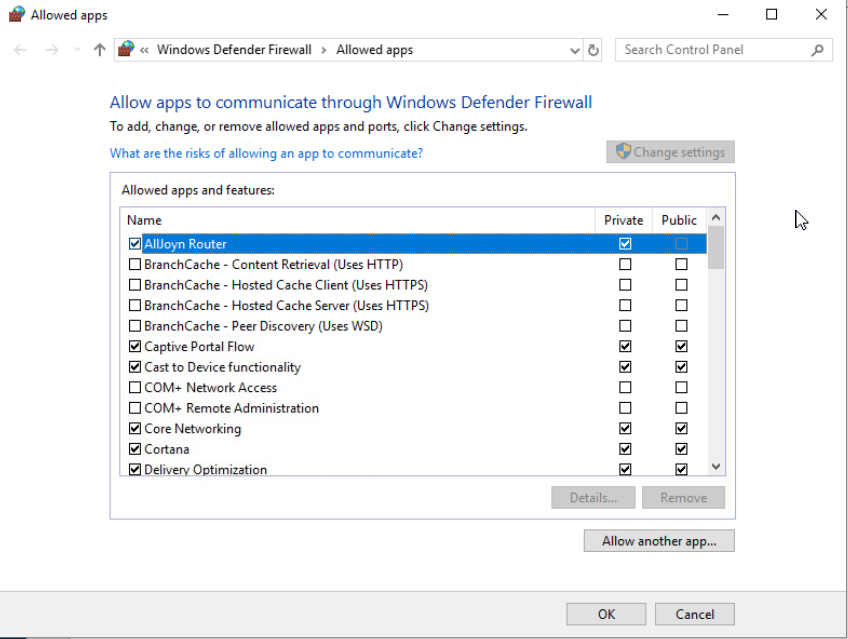 Allowed apps
« Windows Defender Firewall › Allowed apps
Search Control Panel
Allow apps to communicate through Windows Defender Firewall
To add, change, or remove allowed apps and ports, click Change settings.
What are the risks of allowing an app to communicate?
Change settings
Allowed apps and features:
Name Private Public
AllJoyn Router
BranchCache - Content Retrieval (Uses HTTP)
BranchCache - Hosted Cache Client (Uses HTTPS)
BranchCache - Hosted Cache Server (Uses HTTPS)
BranchCache - Peer Discovery (Uses WSD)
Captive Portal Flow
Cast to Device functionality
COM+ Network Access
COM+ Remote Administration
Core Networking
Cortana
Delivery Optimization
Details... Remove
Allow another app...
OK Cancel